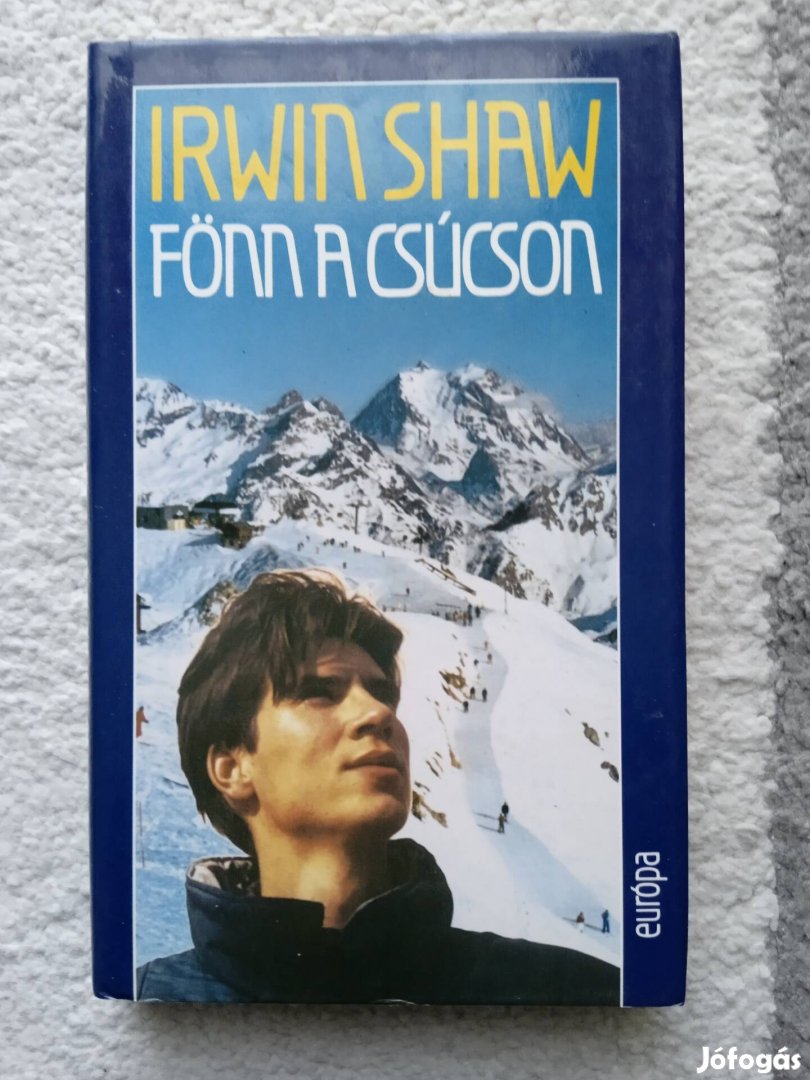 IRWIN SHAW
FÖNN A CSÚCSON
európa
Jófogás